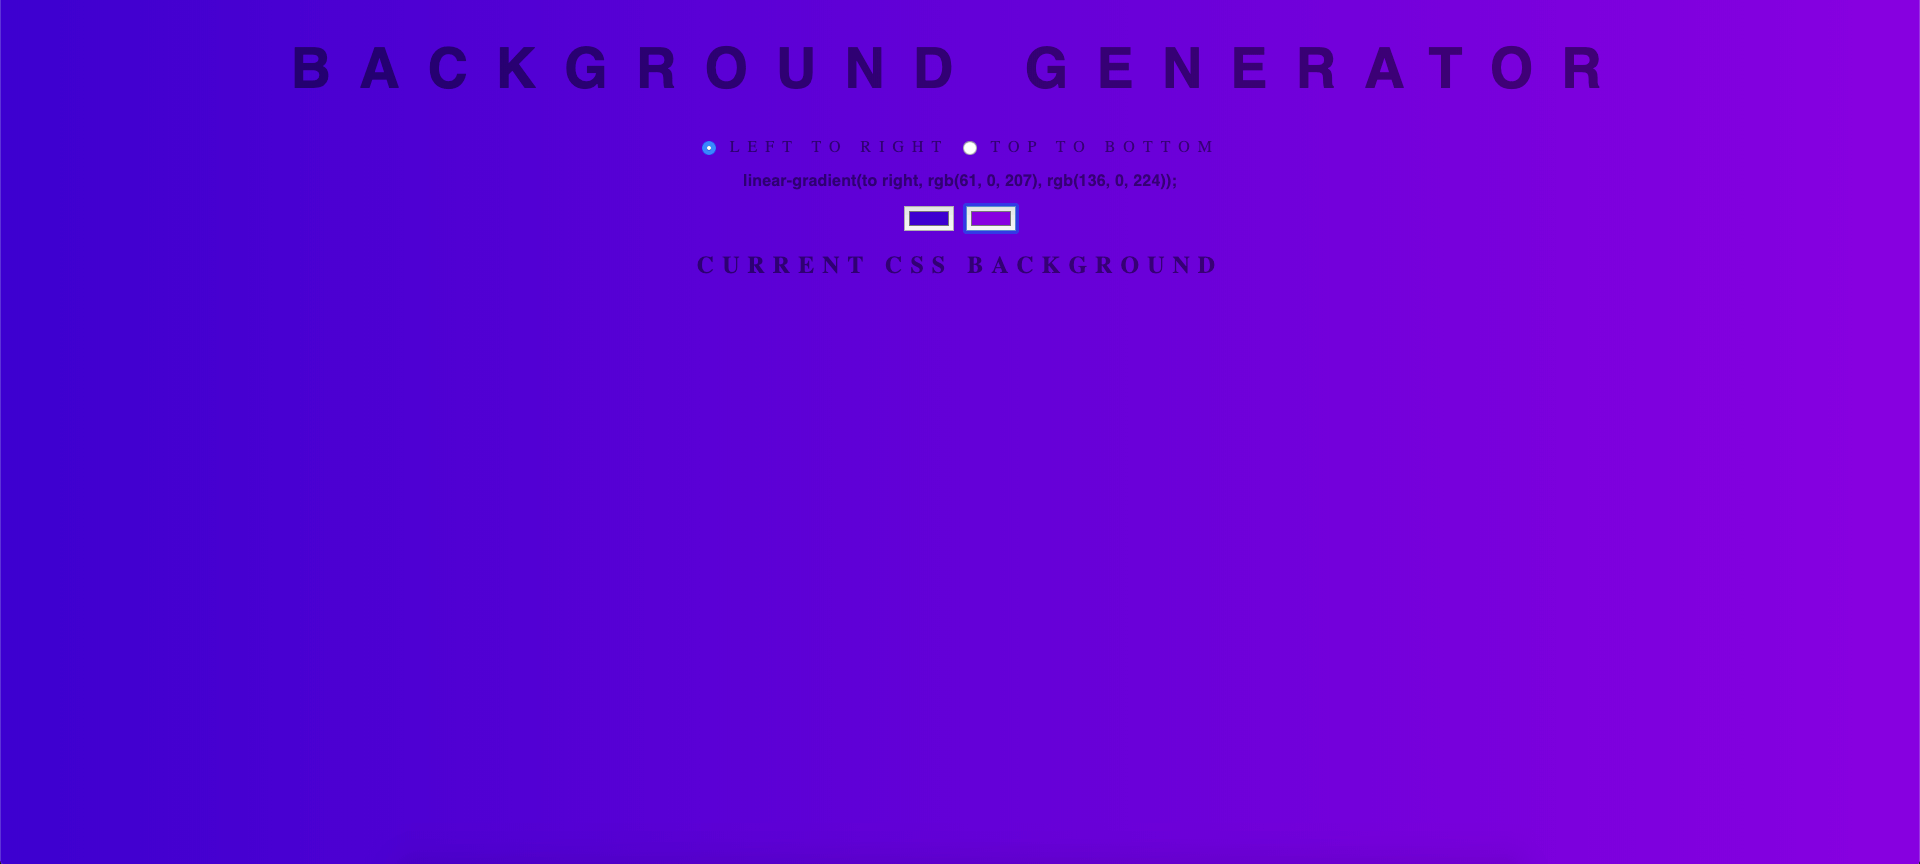 BACKGROUND GENERATOR
LEFT TO RIGHT TOP TO BOTTOM
linear-gradient(to right, rgb(61, 0, 207), rgb(136, 0, 224));
CURRENT CSS BACKGROUND